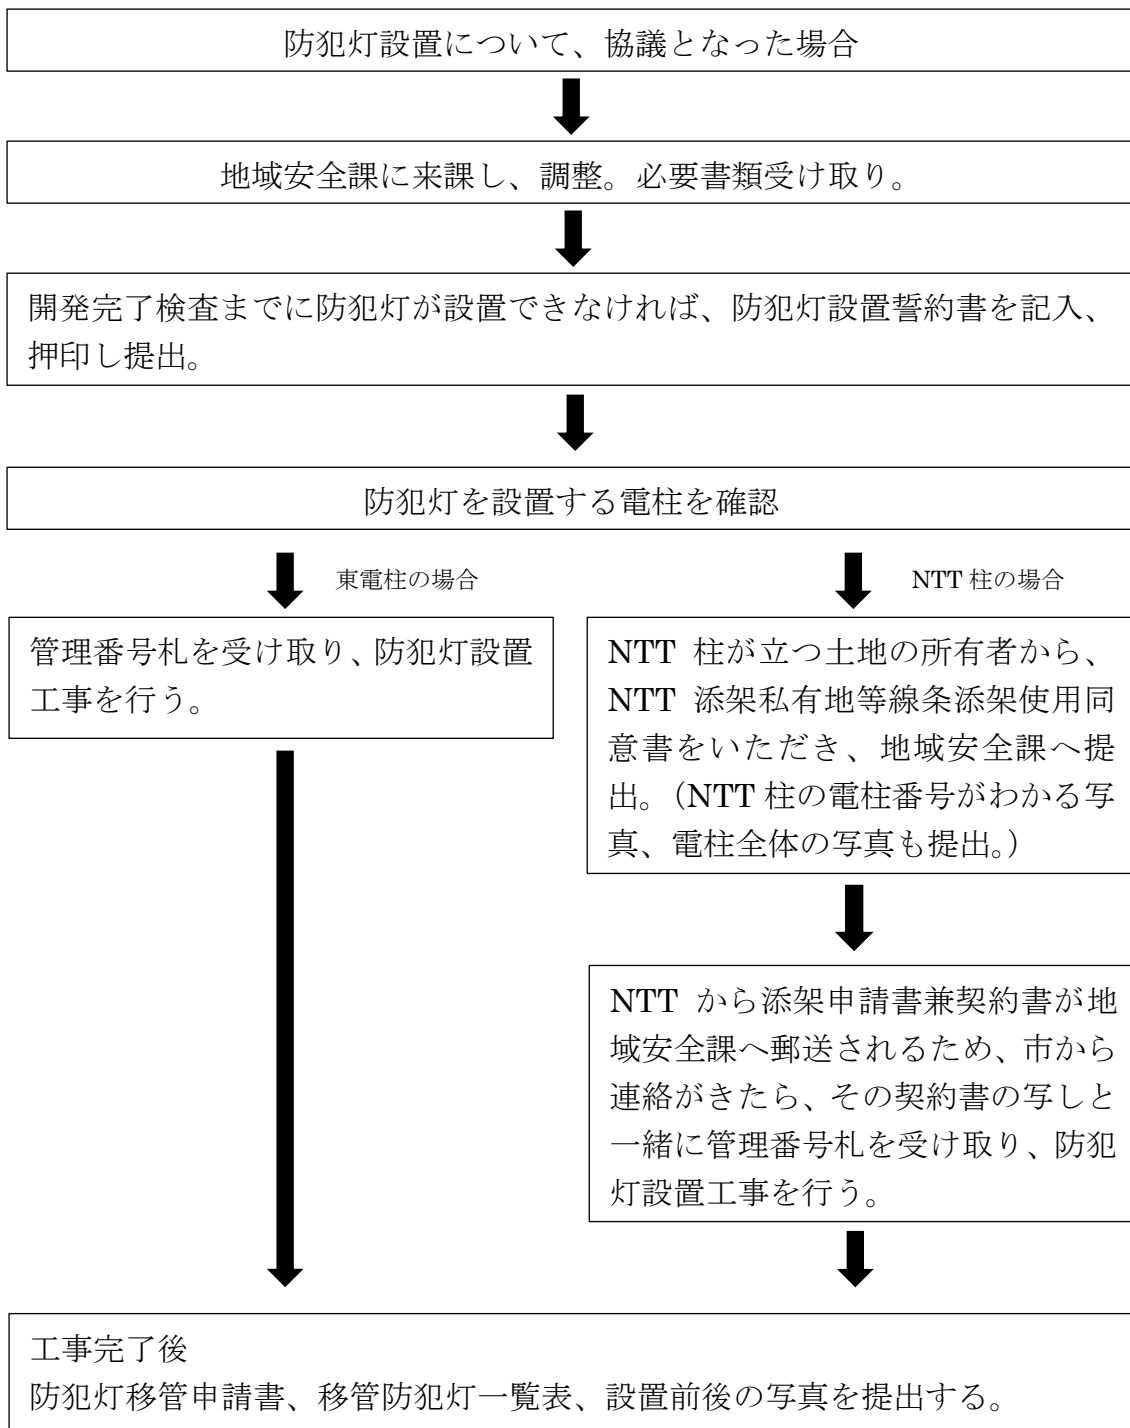 防犯灯設置について、協議となった場合
地域安全課に来課し、調整。必要書類受け取り。
開発完了検査までに防犯灯が設置できなければ、防犯灯設置誓約書を記入、
押印し提出。
防犯灯を設置する電柱を確認
東電柱の場合
管理番号札を受け取り、防犯灯設置
工事を行う。
NTT 柱の場合
NTT 柱が立つ土地の所有者から、
NTT 添架私有地等線条添架使用同
意書をいただき、地域安全課へ提
出。（NTT 柱の電柱番号がわかる写
真、電柱全体の写真も提出。）
NTT から添架申請書兼契約書が地
域安全課へ郵送されるため、市から
連絡がきたら、その契約書の写しと
一緒に管理番号札を受け取り、防犯
灯設置工事を行う。
工事完了後
防犯灯移管申請書、移管防犯灯一覧表、設置前後の写真を提出する。